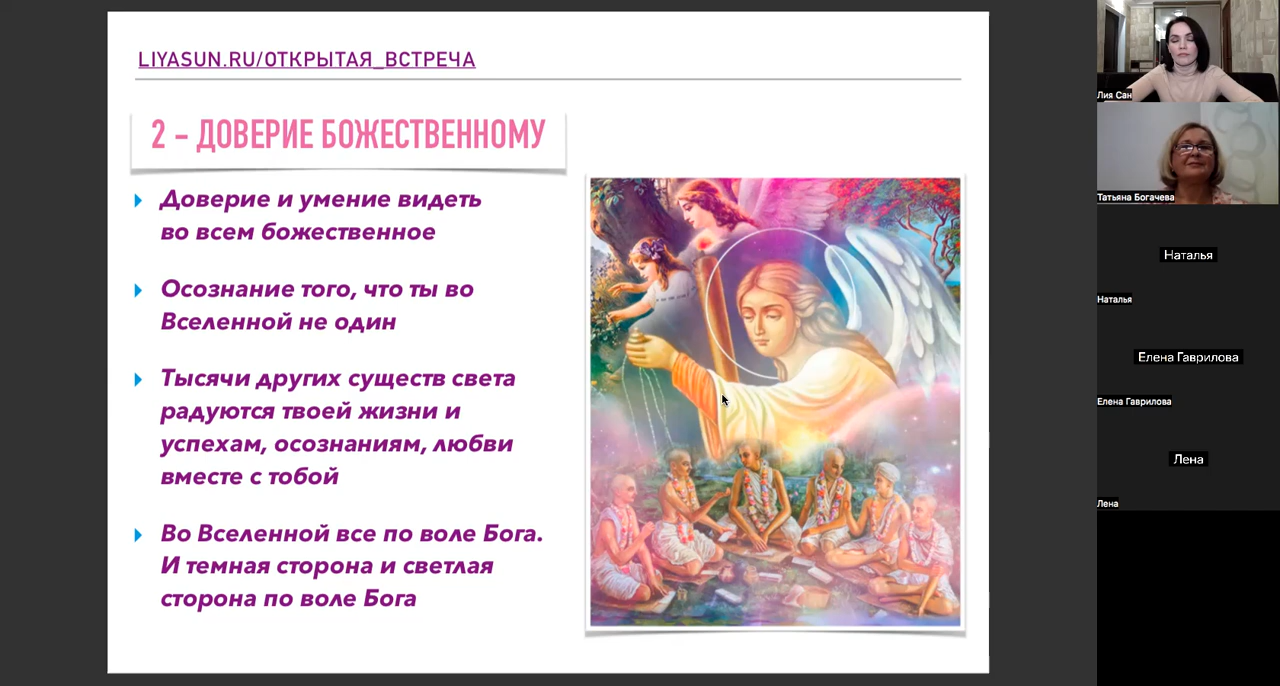 LIYASUN.RU/ОТКРЫТАЯ_ВСТРЕЧА
2 – ДОВЕРИЕ БОЖЕСТВЕННОМУ
Доверие и умение видеть
во всем божественное
Осознание того, что ты во
Вселенной не один
Тысячи других существ света
радуются твоей жизни и
успехам, осознаниям, любви
вместе с тобой
Во Вселенной все по воле Бога.
И темная сторона и светлая
сторона по воле Бога
Лия Сан
Татьяна Богачева
Наталья
Наталья
Елена Гаврилова
Елена Гаврилова
Лена
Лена